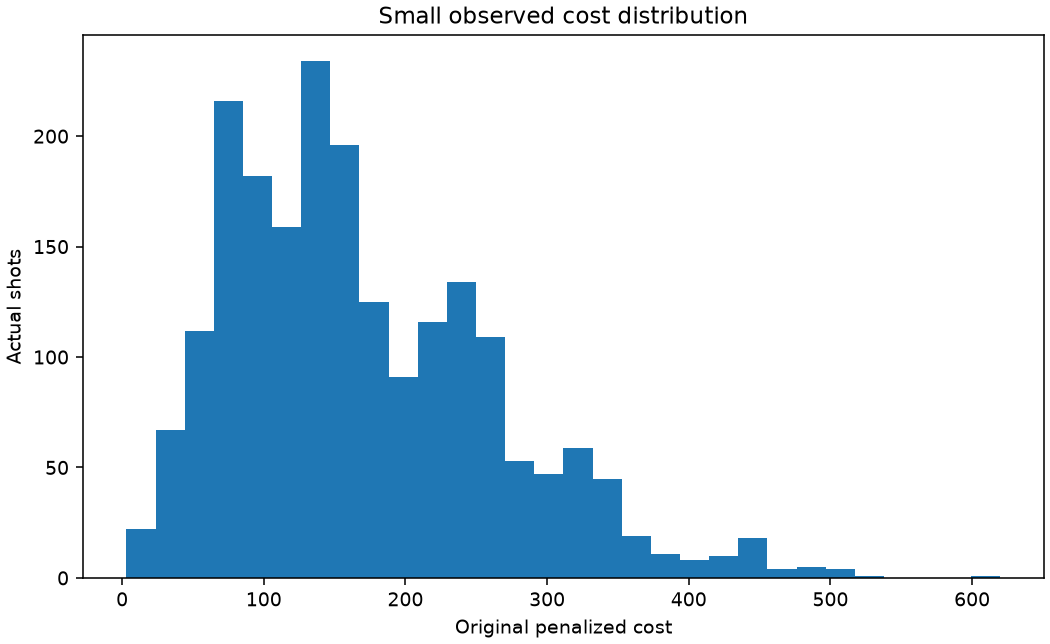 Small observed cost distribution
Actual shots
200
150
100
50
0
0 100 200 300 400 500 600
Original penalized cost